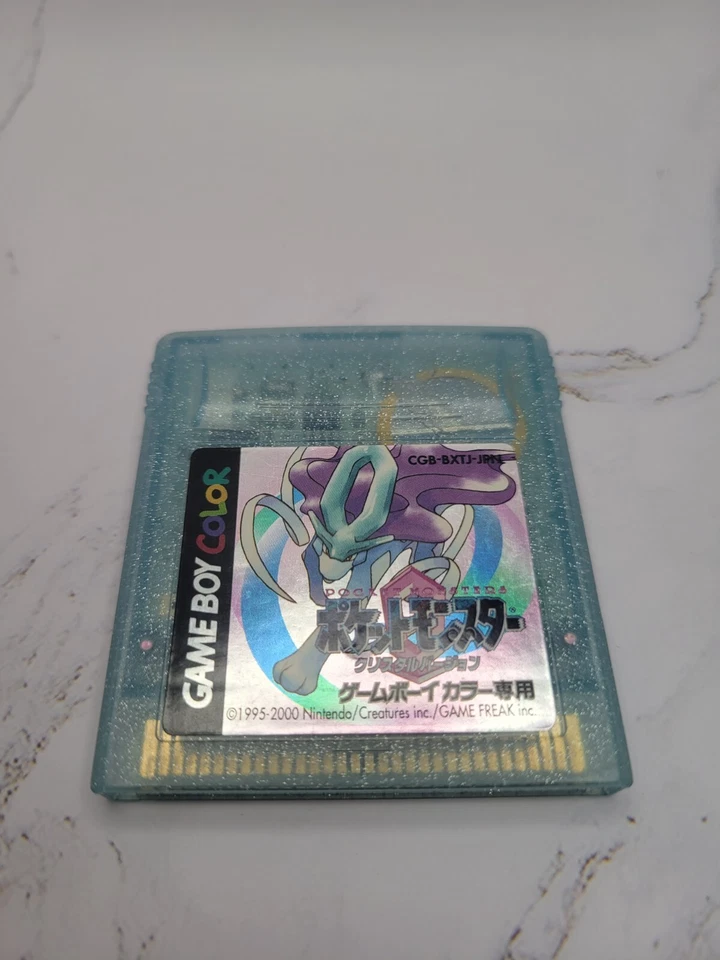 CGB-BXTJ-JPN
GAME BOY COLOR
POCKET MONSTERS
ポケットモンスター
クリスタルバージョン
ゲームボーイカラー専用
©1995-2000 Nintendo/Creatures inc./GAME FREAK inc.